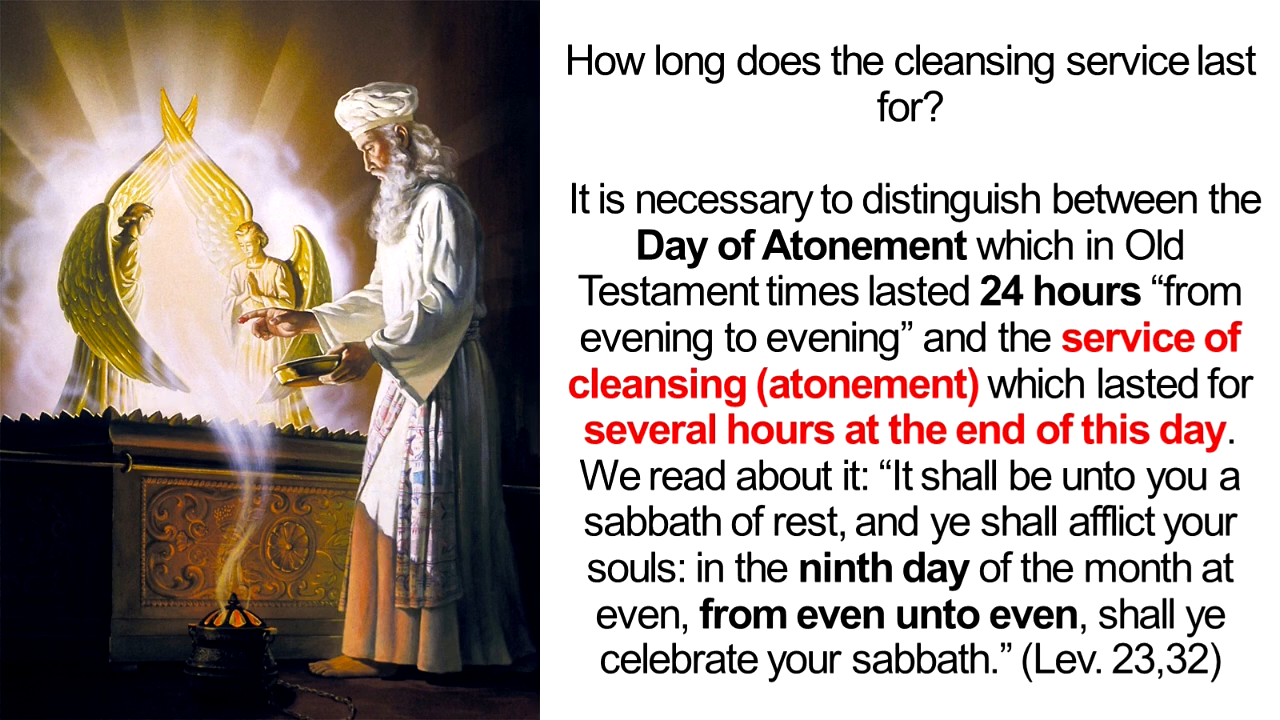 How long does the cleansing service last
for?
It is necessary to distinguish between the
Day of Atonement which in Old
Testament times lasted 24 hours “from
evening to evening” and the service of
cleansing (atonement) which lasted for
several hours at the end of this day.
We read about it: “It shall be unto you a
sabbath of rest, and ye shall afflict your
souls: in the ninth day of the month at
even, from even unto even, shall ye
celebrate your sabbath.” (Lev. 23,32)